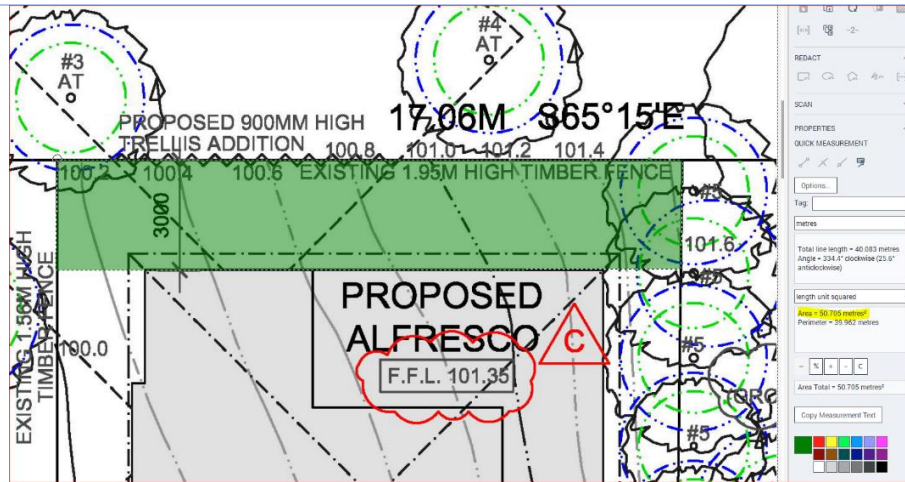 #3
AT
#4
AT
17.06M S65°15'E
PROPOSED 900MM HIGH
TRELLIS ADDITION
100.8
101.0
101.2
101.4
100.2
100.4
100.6
EXISTING 1.95M HIGH TIMBER FENCE
#5
3000
101.6
#5
EXISTING 1.56M HIGH
TIMBER FENCE
PROPOSED
ALFRESCO
C
100.0
F.F.L. 101.35
#5
#5
-2-
REDACT
SCAN
PROPERTIES
QUICK MEASUREMENT
Options...
Tag:
metres
Total line length = 40.083 metres
Angle = 334.4° clockwise (25.6°
anticlockwise)
length unit squared
Area = 50.705 metres²
Perimeter = 39.962 metres
- % + - C
Area Total = 50.705 metres²
Copy Measurement Text